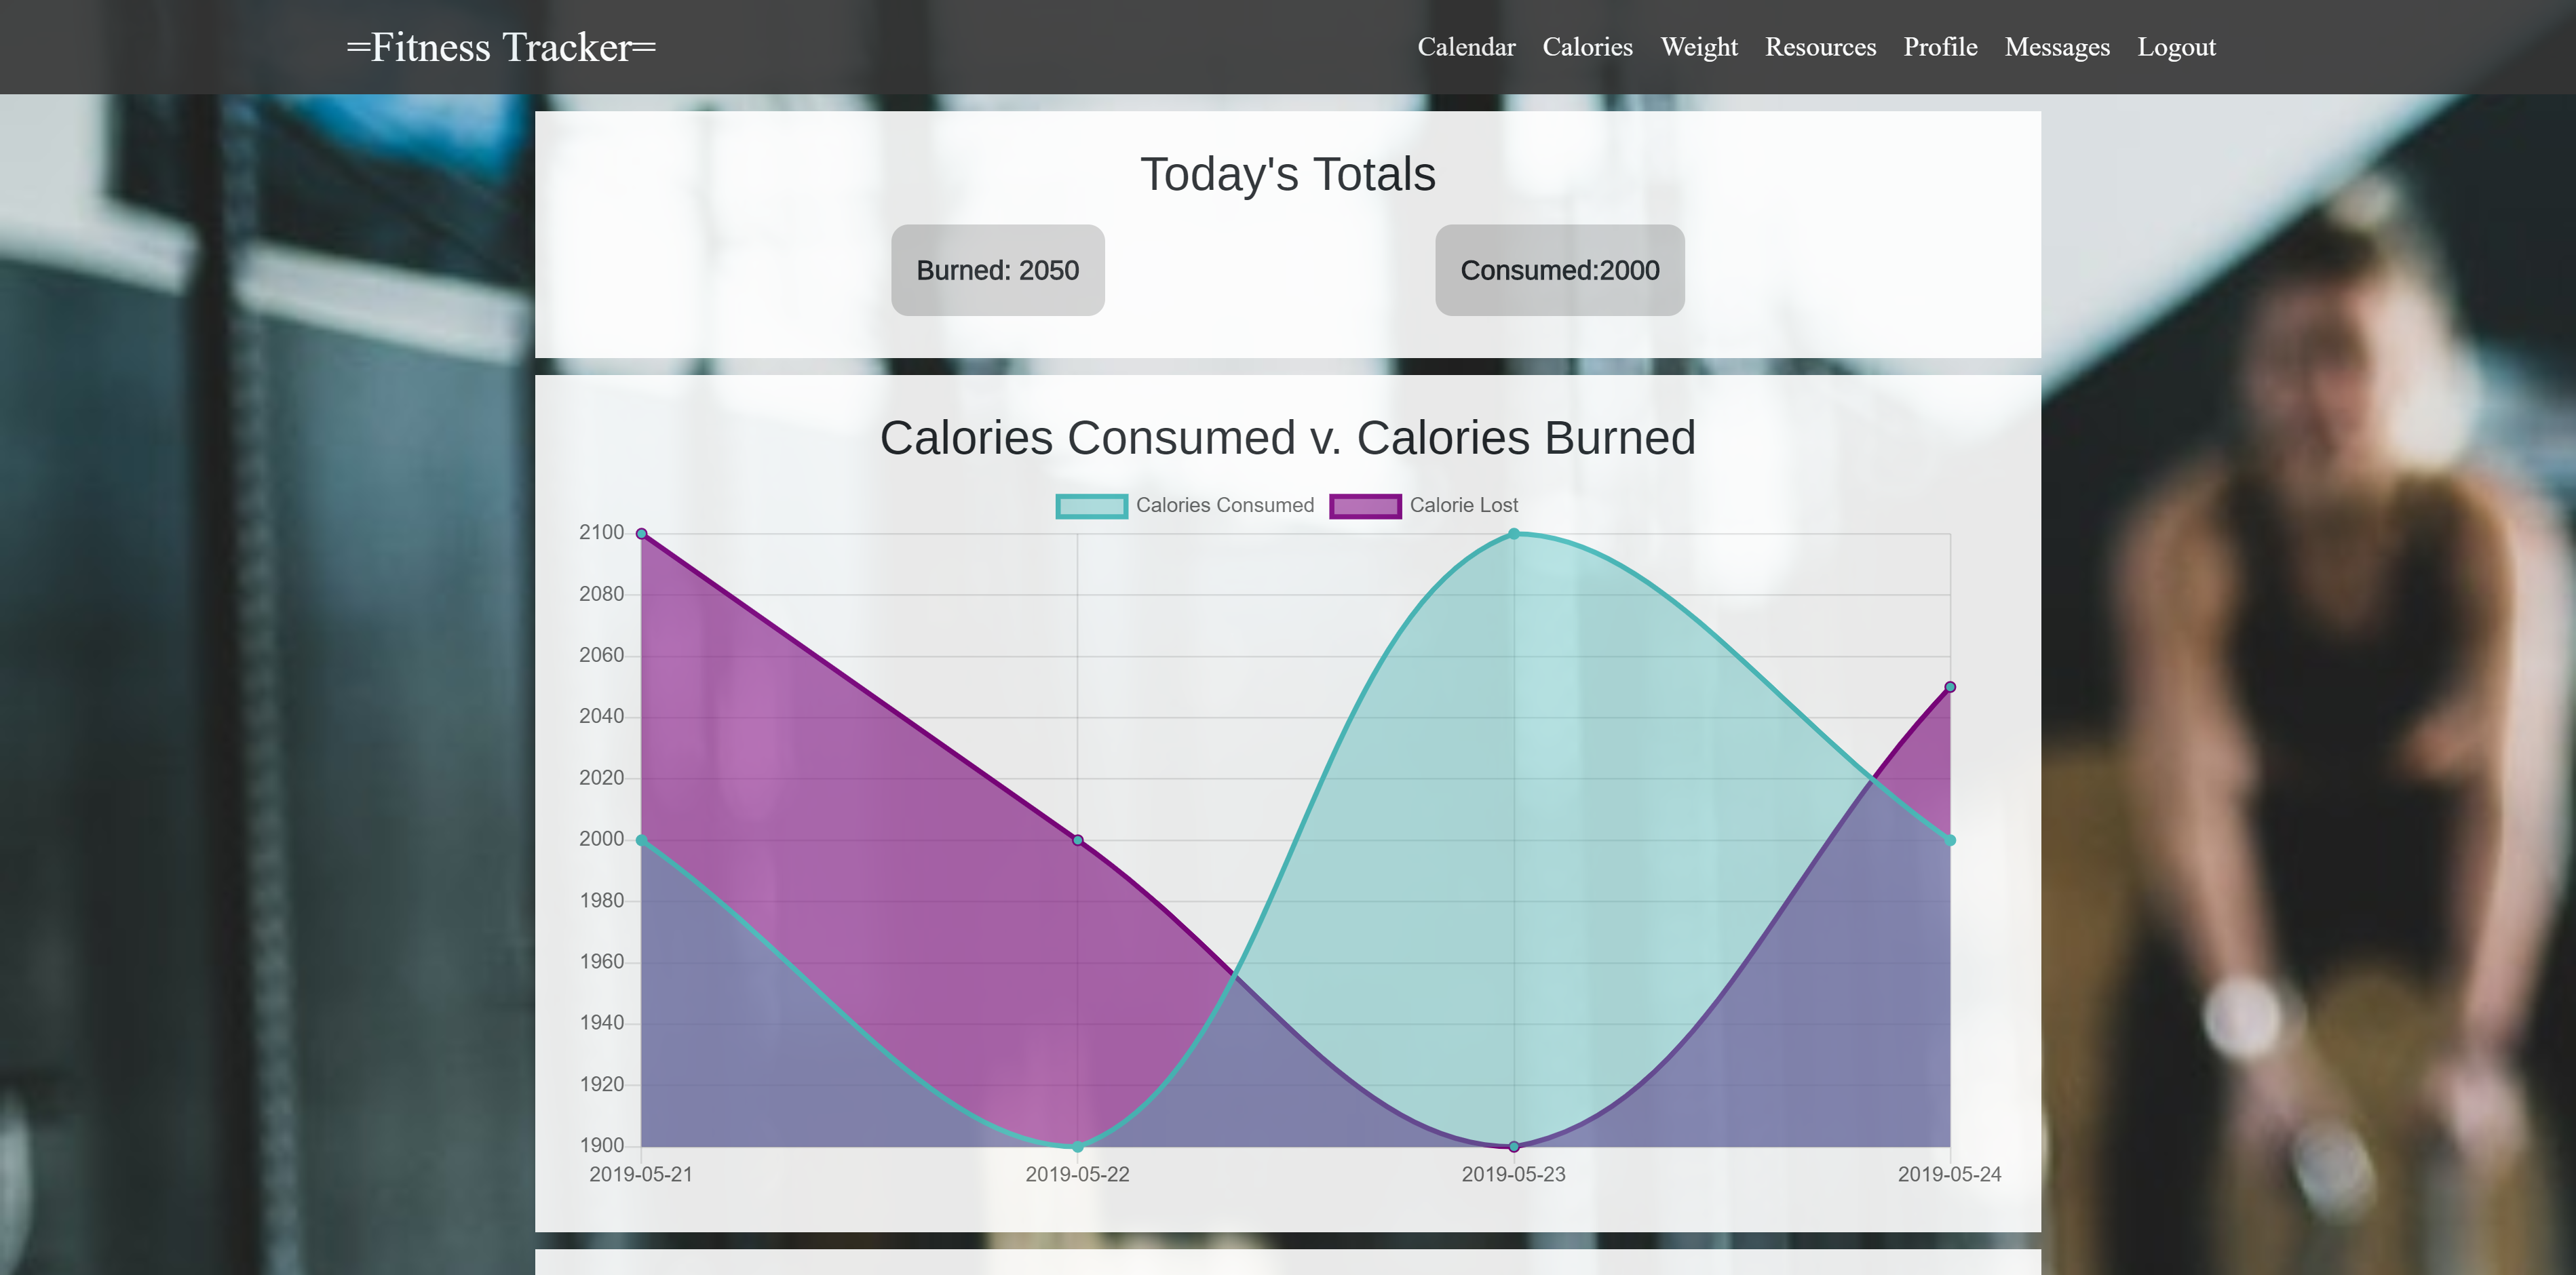 ═Fitness Tracker═
Calendar Calories Weight Resources Profile Messages Logout
Today's Totals
Burned: 2050 Consumed:2000
Calories Consumed v. Calories Burned
Calories Consumed Calorie Lost
2100
2080
2060
2040
2020
2000
1980
1960
1940
1920
1900
2019-05-21 2019-05-22 2019-05-23 2019-05-24